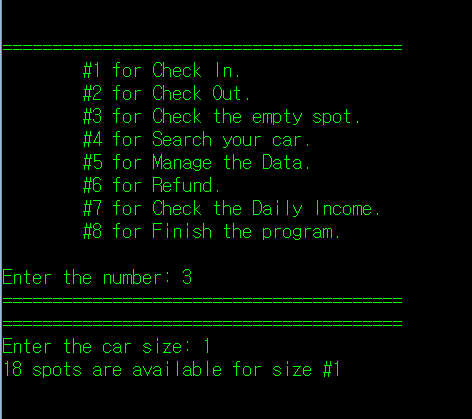 ========================================
#1 for Check In.
#2 for Check Out.
#3 for Check the empty spot.
#4 for Search your car.
#5 for Manage the Data.
#6 for Refund.
#7 for Check the Daily Income.
#8 for Finish the program.
Enter the number: 3
========================================
========================================
Enter the car size: 1
18 spots are available for size #1